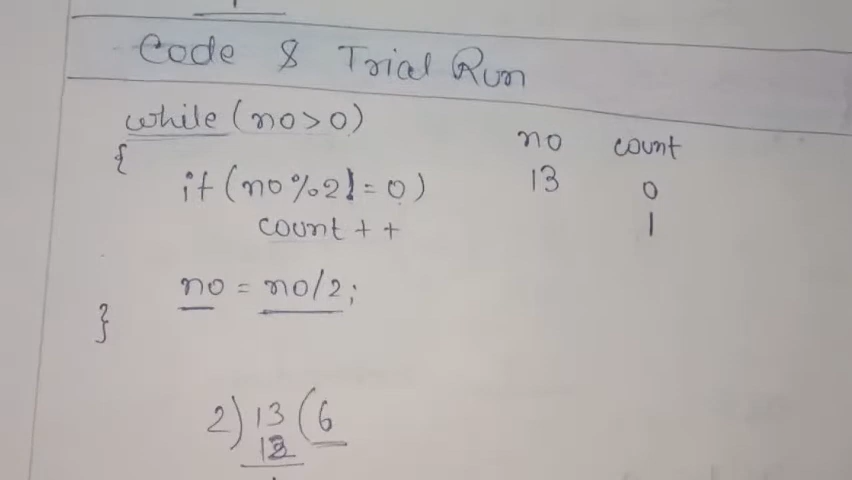 Code & Trial Run
while (no>0)
no count
{
if (no%2!=0)
13 0
count + +
1
no = no/2;
}
2)13(6
12